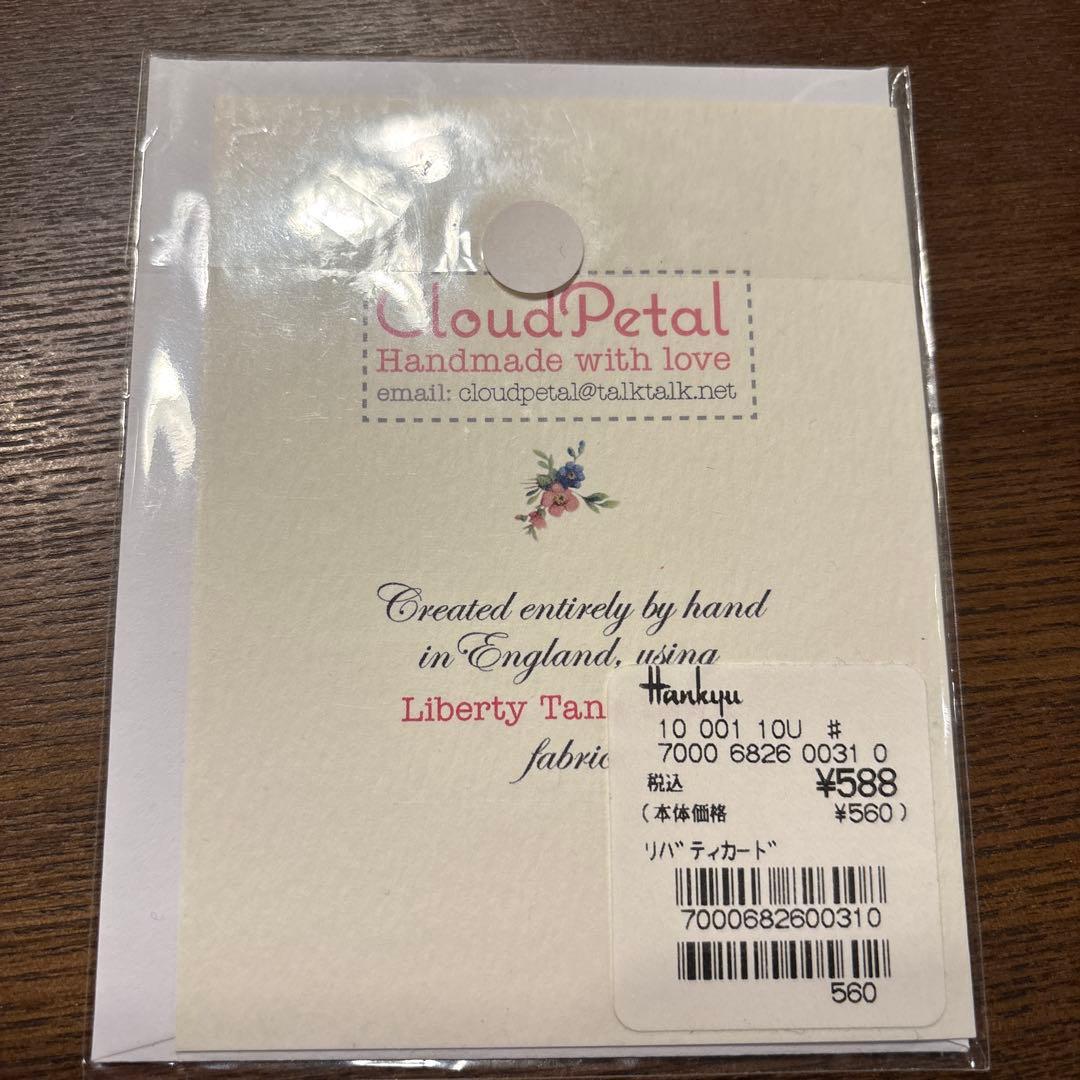 CloudPetal
Handmade with love
email: cloudpetal@talktalk.net
Created entirely by hand
in England, using
Liberty Tan
fabric
Hankyu
10 001 10U #
7000 6826 0031 0
税込 ¥588
(本体価格 ¥560)
リバティカード
7000682600310
560